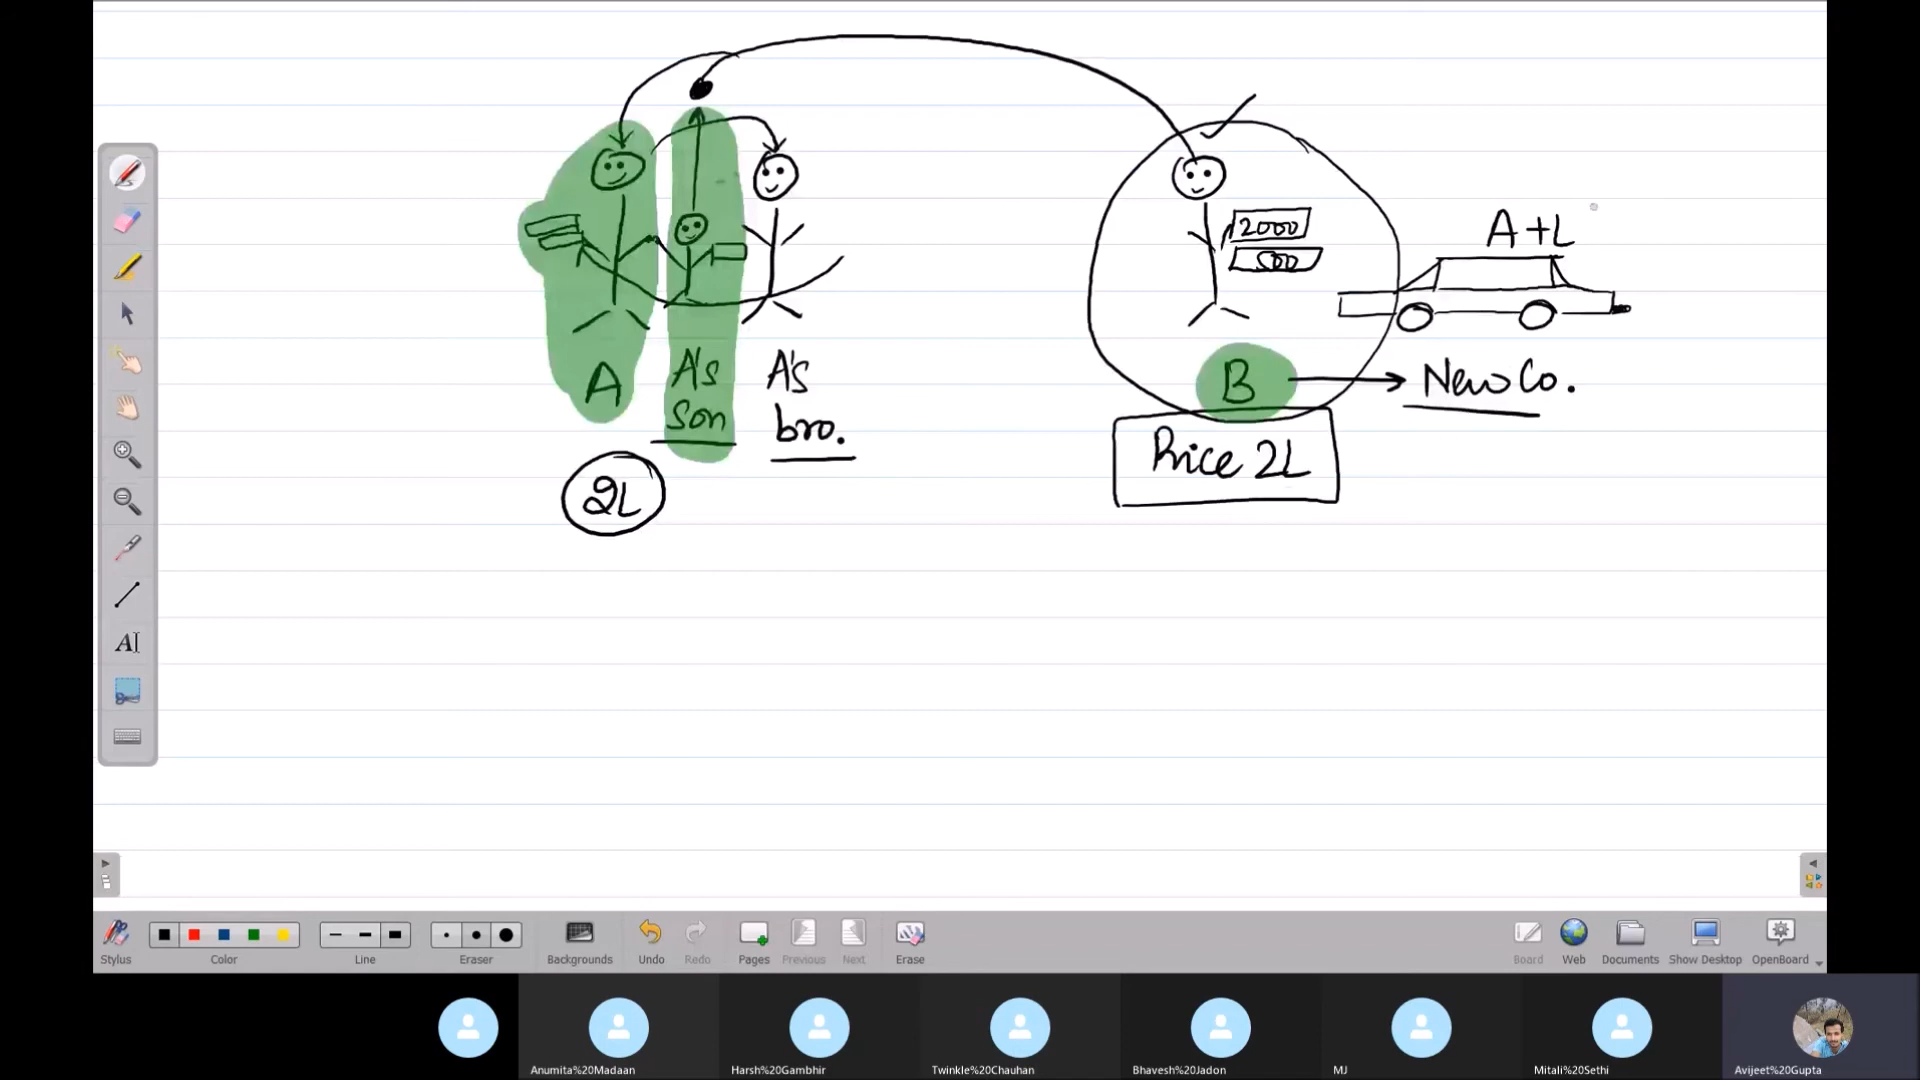 2000
500
A+L
A
A's
son
A's
bro.
B
New Co.
Price 2L
2L
Stylus
Color
Line
Eraser
Backgrounds
Undo
Redo
Pages
Previous
Next
Erase
Board
Web
Documents
Show Desktop
OpenBoard
Anumita%20Madaan
Harsh%20Gambhir
Twinkle%20Chauhan
Bhavesh%20Jadon
MJ
Mitali%20Sethi
Avijeet%20Gupta